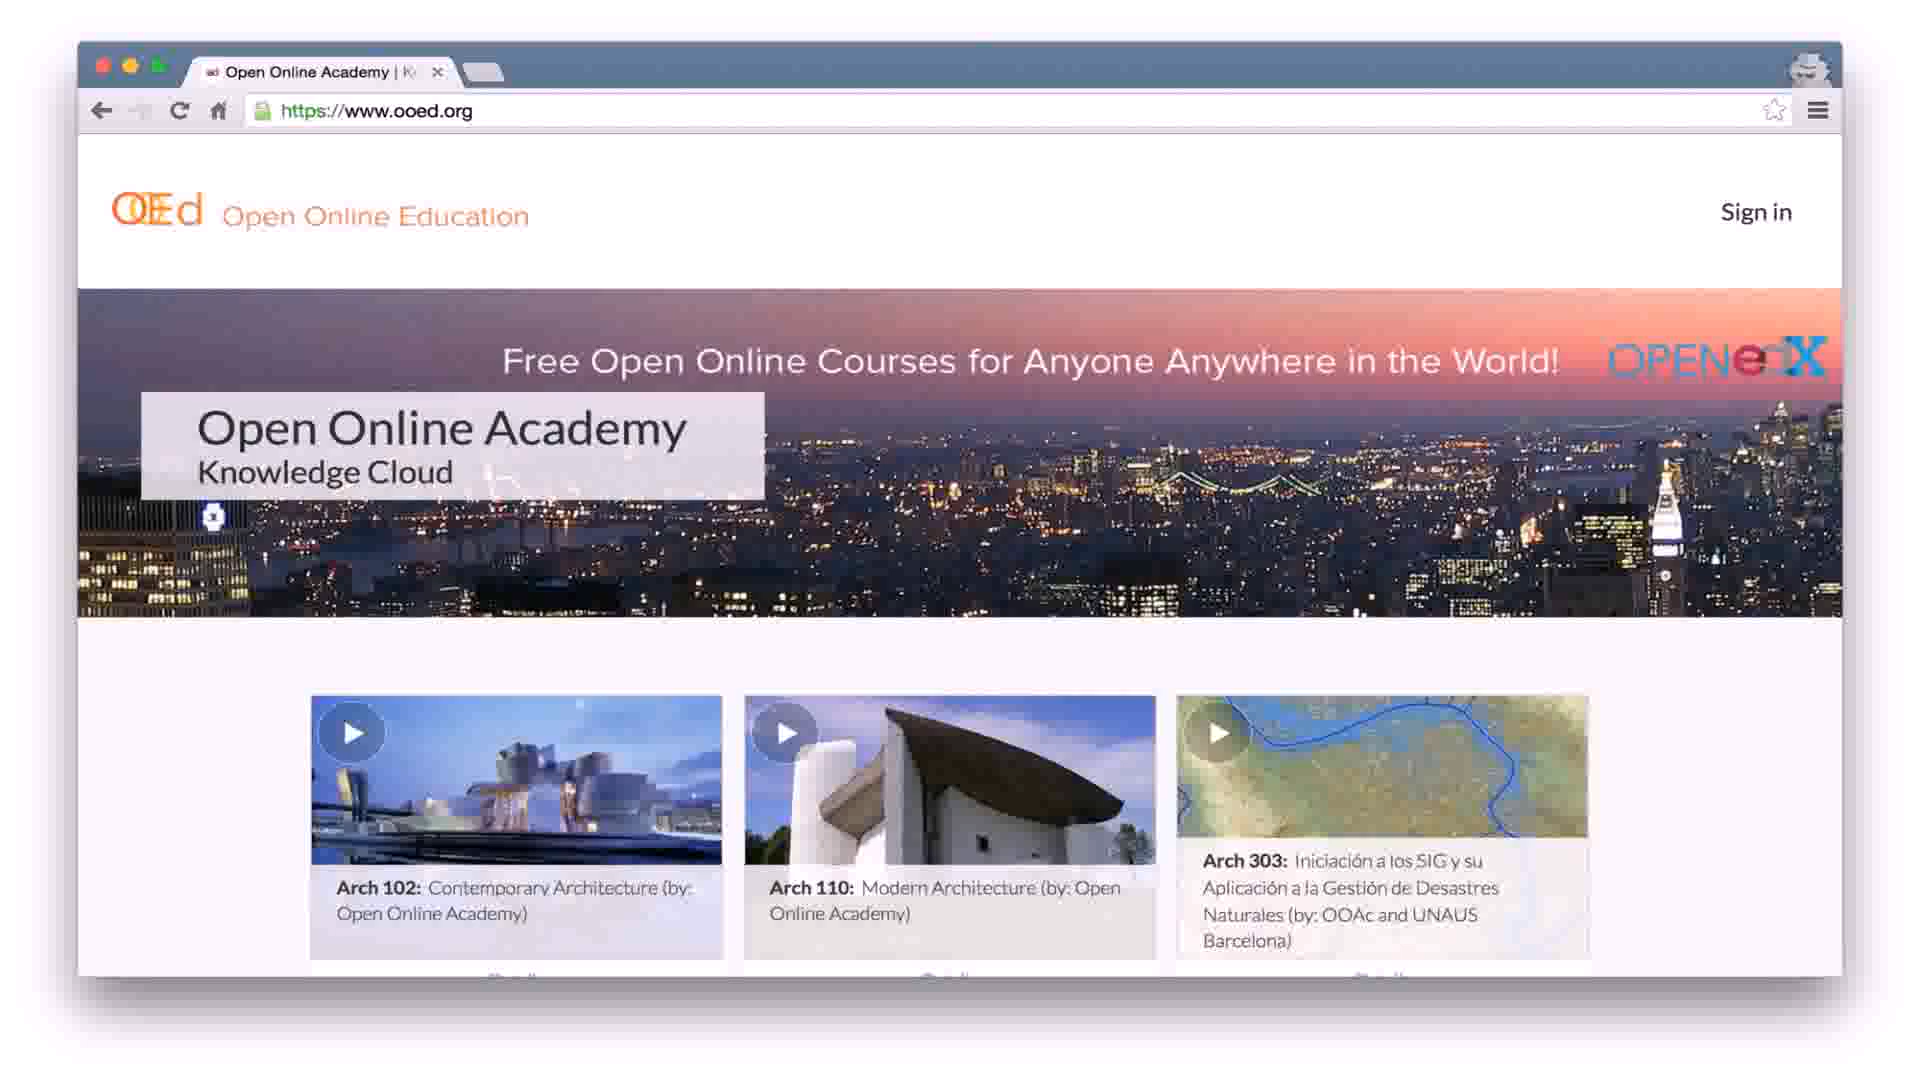 Open Online Academy | K
https://www.ooed.org
OOEd Open Online Education
Sign in
Free Open Online Courses for Anyone Anywhere in the World!
OPENedX
Open Online Academy
Knowledge Cloud
Arch 102: Contemporary Architecture (by:
Open Online Academy)
Arch 110: Modern Architecture (by: Open
Online Academy)
Arch 303: Iniciación a los SIG y su
Aplicación a la Gestión de Desastres
Naturales (by: OOAc and UNAUS
Barcelona)